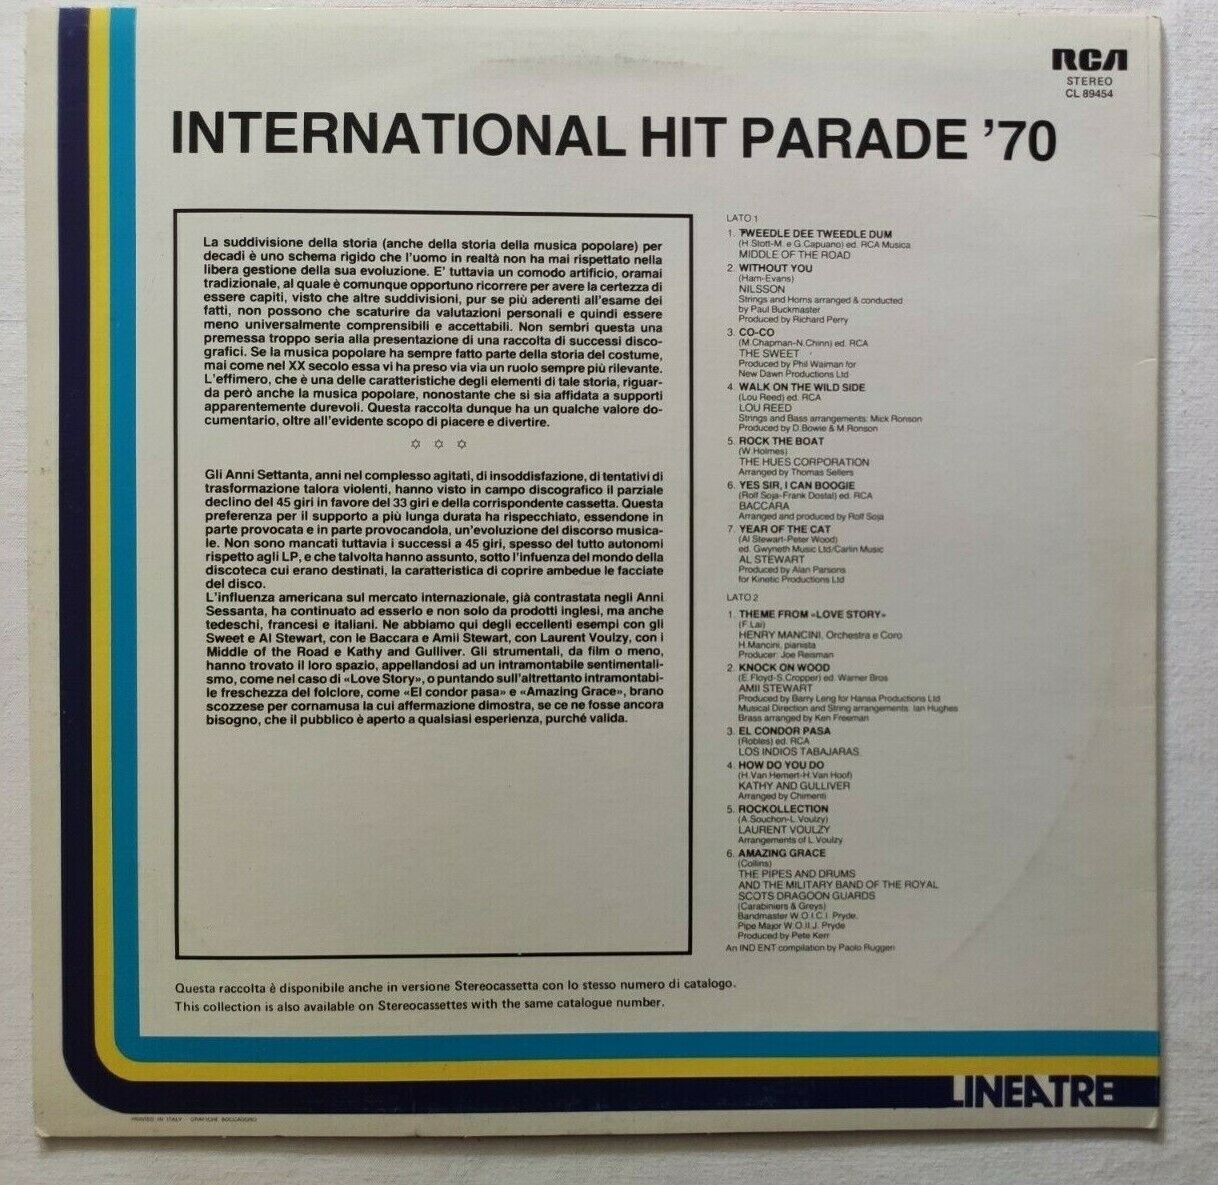 RCA
STEREO
CL 89454
INTERNATIONAL HIT PARADE ’70
La suddivisione della storia (anche della storia della musica popolare) per
decadi è uno schema rigido che l'uomo in realtà non ha mai rispettato nella
libera gestione della sua evoluzione. E' tuttavia un comodo artificio, oramai
tradizionale, al quale è comunque opportuno ricorrere per avere la certezza di
essere capiti, visto che altre suddivisioni, pur se più aderenti all'esame dei
fatti, non possono che scaturire da valutazioni personali e quindi essere
meno universalmente comprensibili e accettabili. Non sembri questa una
premessa troppo seria alla presentazione di una raccolta di successi disco-
grafici. Se la musica popolare ha sempre fatto parte della storia del costume,
mai come nel XX secolo essa vi ha preso via via un ruolo sempre più rilevante.
L'effimero, che è una delle caratteristiche degli elementi di tale storia, riguar-
da però anche la musica popolare, nonostante che si sia affidata a supporti
apparentemente durevoli. Questa raccolta dunque ha un qualche valore do-
cumentario, oltre all'evidente scopo di piacere e divertire.
✡ ✡ ✡
Gli Anni Settanta, anni nel complesso agitati, di insoddisfazione, di tentativi di
trasformazione talora violenti, hanno visto in campo discografico il parziale
declino del 45 giri in favore del 33 giri e della corrispondente cassetta. Questa
preferenza per il supporto a più lunga durata ha rispecchiato, essendone in
parte provocata e in parte provocandola, un'evoluzione del discorso musica-
le. Non sono mancati tuttavia i successi a 45 giri, spesso del tutto autonomi
rispetto agli LP, e che talvolta hanno assunto, sotto l'infuenza del mondo della
discoteca cui erano destinati, la caratteristica di coprire ambedue le facciate
del disco.
L'influenza americana sul mercato internazionale, già contrastata negli Anni
Sessanta, ha continuato ad esserlo e non solo da prodotti inglesi, ma anche
tedeschi, francesi e italiani. Ne abbiamo qui degli eccellenti esempi con gli
Sweet e Al Stewart, con le Baccara e Amii Stewart, con Laurent Voulzy, con i
Middle of the Road e Kathy and Gulliver. Gli strumentali, da film o meno,
hanno trovato il loro spazio, appellandosi ad un intramontabile sentimentali-
smo, come nel caso di «Love Story», o puntando sull'altrettanto intramontabi-
le freschezza del folclore, come «El condor pasa» e «Amazing Grace», brano
scozzese per cornamusa la cui affermazione dimostra, se ce ne fosse ancora
bisogno, che il pubblico è aperto a qualsiasi esperienza, purché valida.
LATO 1
1. TWEEDLE DEE TWEEDLE DUM
(H.Stott-M. e G.Capuano) ed. RCA Musica
MIDDLE OF THE ROAD
2. WITHOUT YOU
(Ham-Evans)
NILSSON
Strings and Horns arranged & conducted
by Paul Buckmaster
Produced by Richard Perry
3. CO-CO
(M.Chapman-N.Chinn) ed. RCA
THE SWEET
Produced by Phil Waiman for
New Dawn Productions Ltd
4. WALK ON THE WILD SIDE
(Lou Reed) ed. RCA
LOU REED
Strings and Bass arrangements: Mick Ronson
Produced by D.Bowie & M.Ronson
5. ROCK THE BOAT
(W.Holmes)
THE HUES CORPORATION
Arranged by Thomas Sellers
6. YES SIR, I CAN BOOGIE
(Rolf Soja-Frank Dostal) ed. RCA
BACCARA
Arranged and produced by Rolf Soja
7. YEAR OF THE CAT
(Al Stewart-Peter Wood)
ed. Gwyneth Music Ltd/Carlin Music
AL STEWART
Produced by Alan Parsons
for Kinetic Productions Ltd
LATO 2
1. THEME FROM «LOVE STORY»
(F.Lai)
HENRY MANCINI, Orchestra e Coro
H.Mancini, pianista
Producer: Joe Reisman
2. KNOCK ON WOOD
(E.Floyd-S.Cropper) ed. Warner Bros
AMII STEWART
Produced by Barry Leng for Hansa Productions Ltd
Musical Direction and String arrangements: Ian Hughes
Brass arranged by Ken Freeman
3. EL CONDOR PASA
(Robles) ed. RCA
LOS INDIOS TABAJARAS
4. HOW DO YOU DO
(H.Van Hemert-H.Van Hoof)
KATHY AND GULLIVER
Arranged by Chimenti
5. ROCKOLLECTION
(A.Souchon-L.Voulzy)
LAURENT VOULZY
Arrangements of L.Voulzy
6. AMAZING GRACE
(Collins)
THE PIPES AND DRUMS
AND THE MILITARY BAND OF THE ROYAL
SCOTS DRAGOON GUARDS
(Carabiniers & Greys)
Bandmaster W.O.I C.I. Pryde.
Pipe Major W.O.II J. Pryde
Produced by Pete Kerr
An IND ENT compilation by Paolo Ruggeri
Questa raccolta è disponibile anche in versione Stereocassetta con lo stesso numero di catalogo.
This collection is also available on Stereocassettes with the same catalogue number.
LINEATRE
PRINTED IN ITALY - GRAFICHE BOCCACCIO